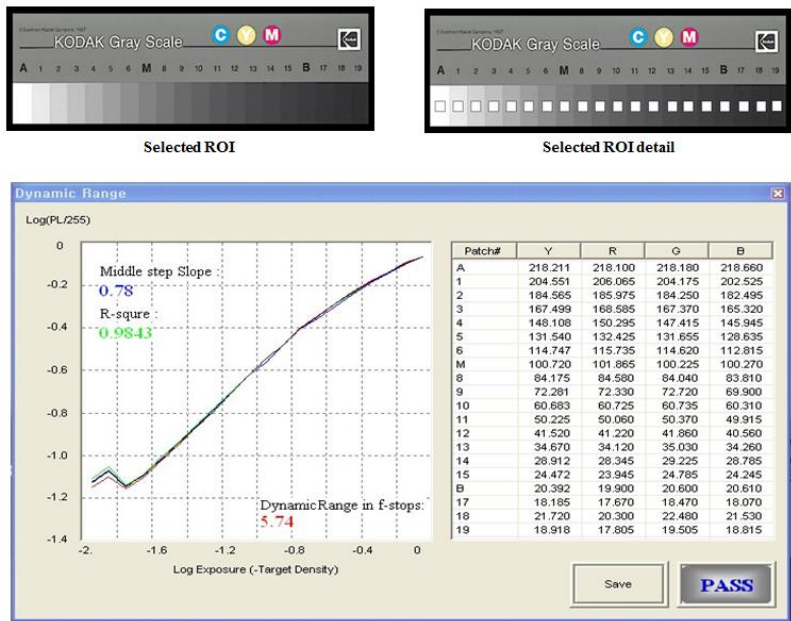 KODAK Gray Scale
C Y M
A 1 2 3 4 5 6 M 8 9 10 11 12 13 14 15 B 17 18 19
Selected ROI
KODAK Gray Scale
C Y M
A 1 2 3 4 5 6 M 8 9 10 11 12 13 14 15 B 17 18 19
Selected ROI detail
Dynamic Range
Log(PL/255)
0
-0.2
-0.4
-0.6
-0.8
-1.0
-1.2
-1.4
Middle step Slope :
0.78
R-squre :
0.9843
Dynamic Range in f-stops:
5.74
-2. -1.6 -1.2 -0.8 -0.4 0
Log Exposure (-Target Density)
Patch# Y R G B
A 218.211 218.100 218.180 218.660
1 204.551 206.065 204.175 202.525
2 184.565 185.975 184.250 182.495
3 167.499 168.585 167.370 165.320
4 148.108 150.295 147.415 145.945
5 131.540 132.425 131.655 128.635
6 114.747 115.735 114.620 112.815
M 100.720 101.865 100.225 100.270
8 84.175 84.580 84.040 83.810
9 72.281 72.330 72.720 69.900
10 60.683 60.725 60.735 60.310
11 50.225 50.060 50.370 49.915
12 41.520 41.220 41.860 40.560
13 34.670 34.120 35.030 34.260
14 28.912 28.345 29.225 28.785
15 24.472 23.945 24.785 24.245
B 20.392 19.900 20.600 20.610
17 18.185 17.670 18.470 18.070
18 21.720 20.300 22.480 21.530
19 18.918 17.805 19.505 18.815
Save
PASS